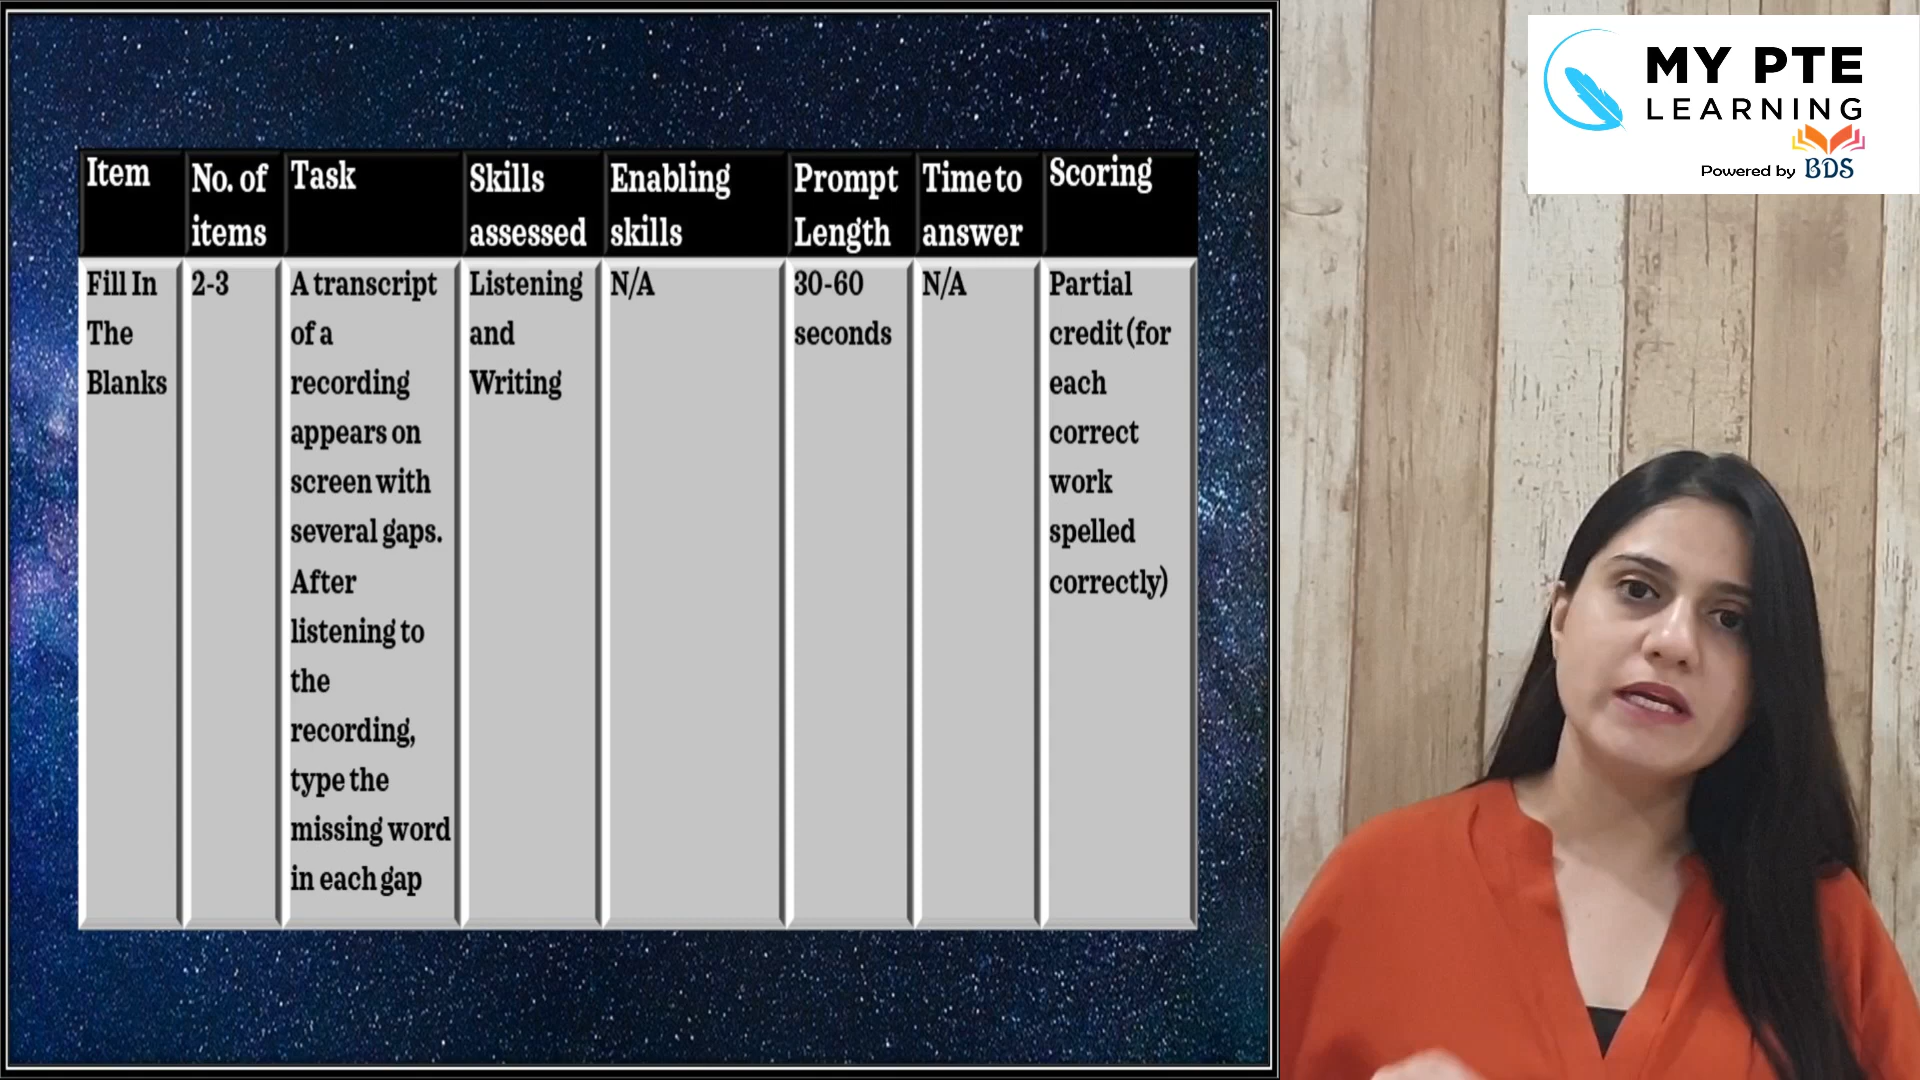 MY PTE
LEARNING
Powered by BDS
Item
No. of
items
Task
Skills
assessed
Enabling
skills
Prompt
Length
Time to
answer
Scoring
Fill In
The
Blanks
2-3
A transcript
of a
recording
appears on
screen with
several gaps.
After
listening to
the
recording,
type the
missing word
in each gap
Listening
and
Writing
N/A
30-60
seconds
N/A
Partial
credit (for
each
correct
work
spelled
correctly)